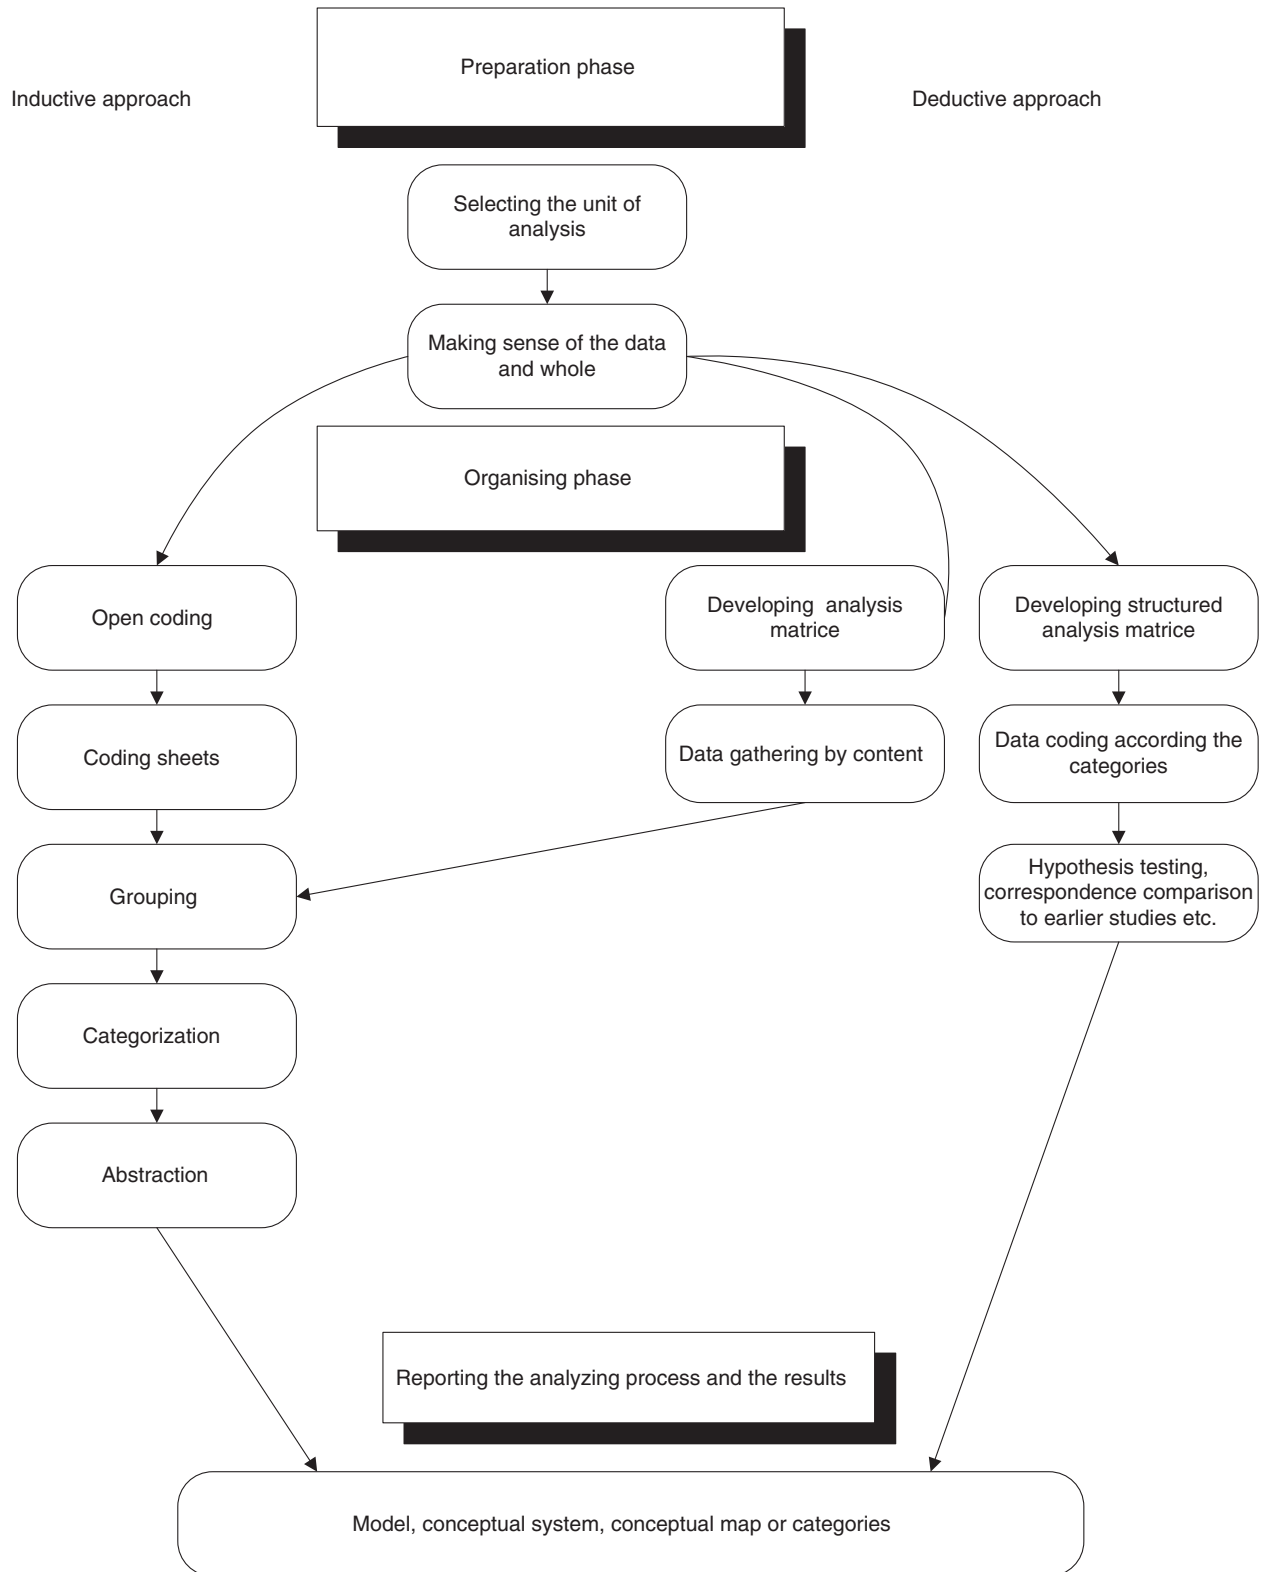 Preparation phase
Inductive approach
Deductive approach
Selecting the unit of
analysis
Making sense of the data
and whole
Organising phase
Open coding
Developing analysis
matrice
Developing structured
analysis matrice
Coding sheets
Data gathering by content
Data coding according the
categories
Grouping
Hypothesis testing,
correspondence comparison
to earlier studies etc.
Categorization
Abstraction
Reporting the analyzing process and the results
Model, conceptual system, conceptual map or categories